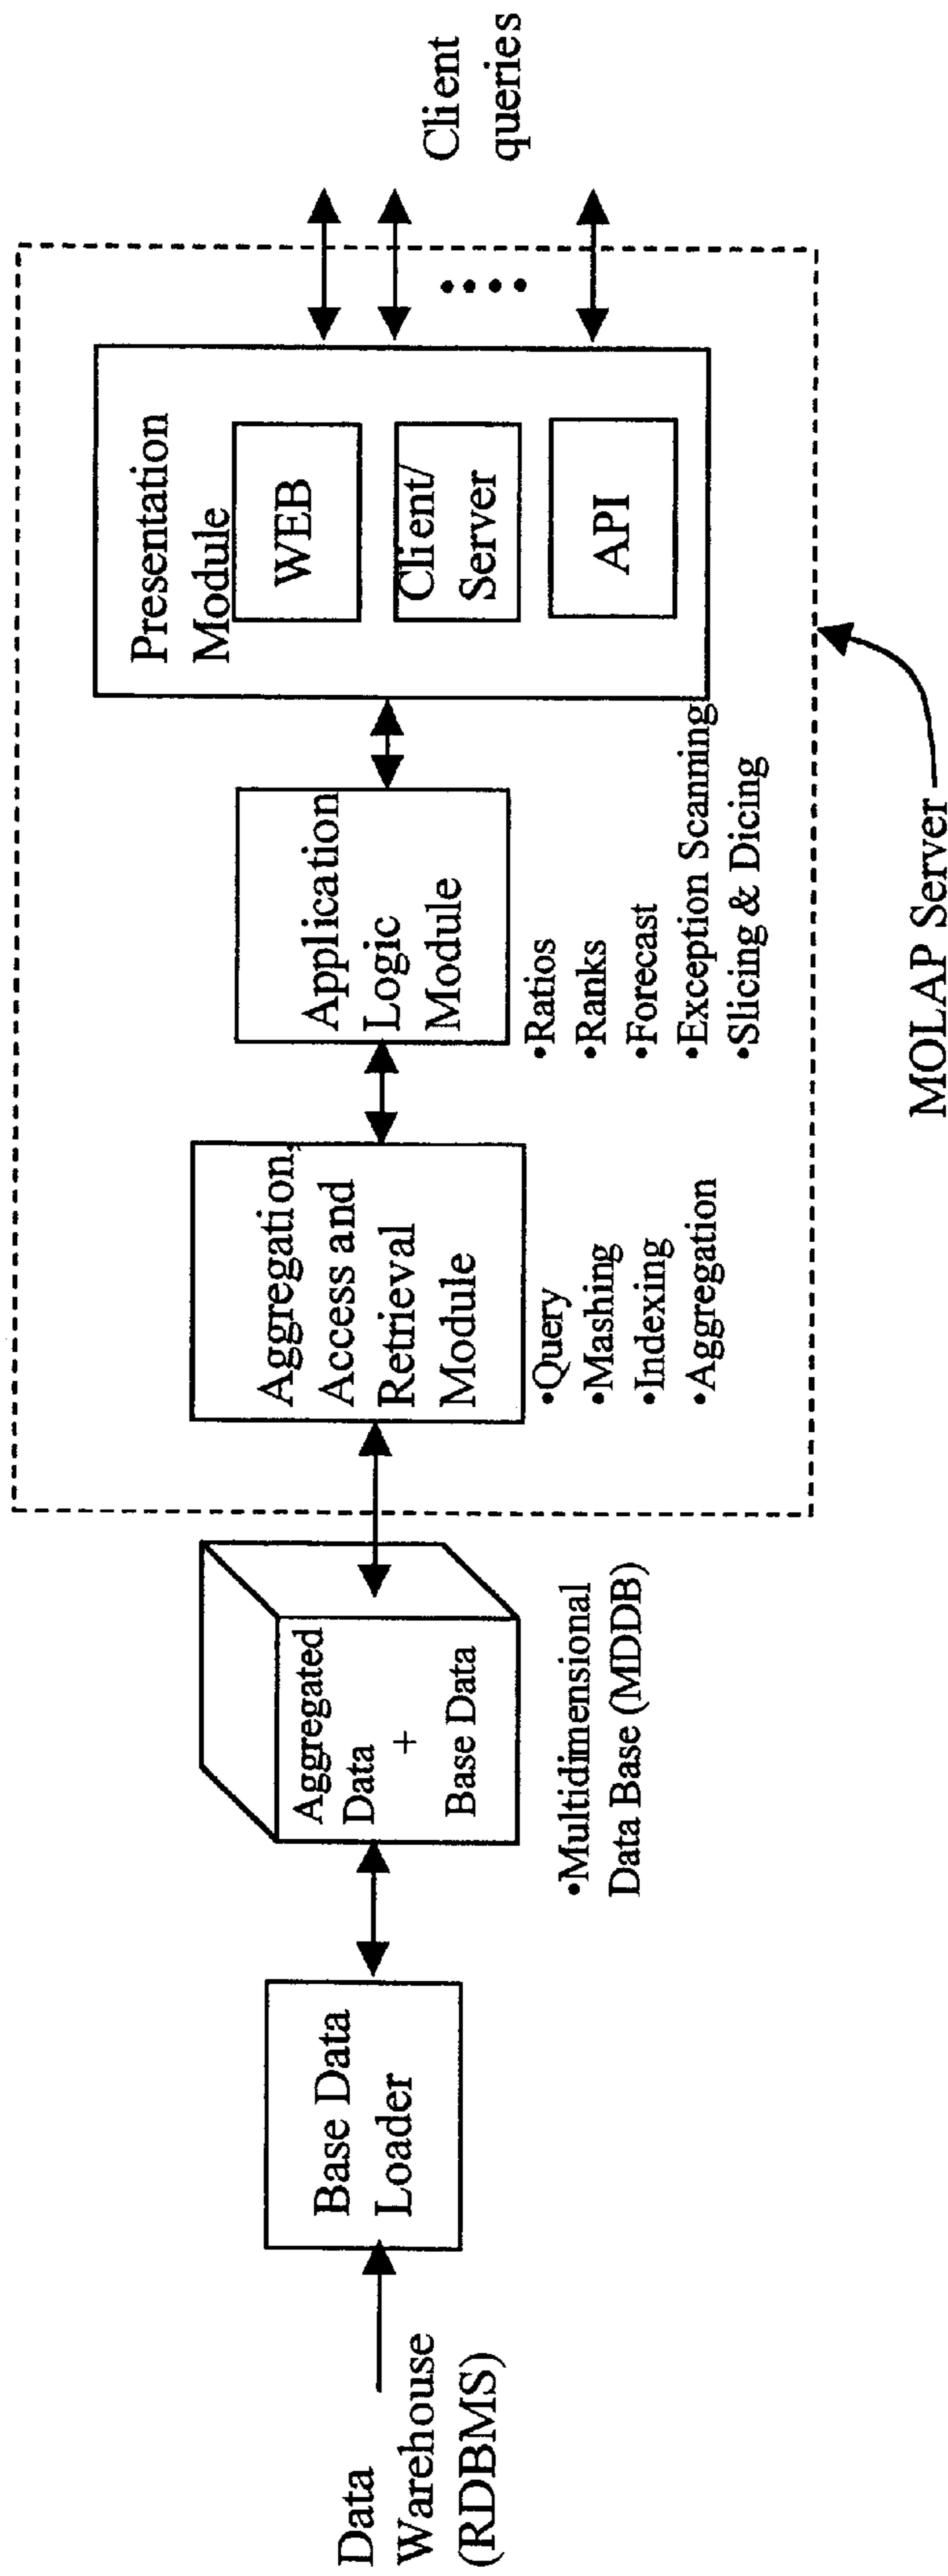 Data
Warehouse
(RDBMS)
Base Data
Loader
Aggregated
Data
+
Base Data
•Multidimensional
Data Base (MDDB)
Aggregation,
Access and
Retrieval
Module
•Query
•Mashing
•Indexing
•Aggregation
Application
Logic
Module
•Ratios
•Ranks
•Forecast
•Exception Scanning
•Slicing & Dicing
Presentation
Module
WEB
Client/
Server
API
Client
queries
MOLAP Server